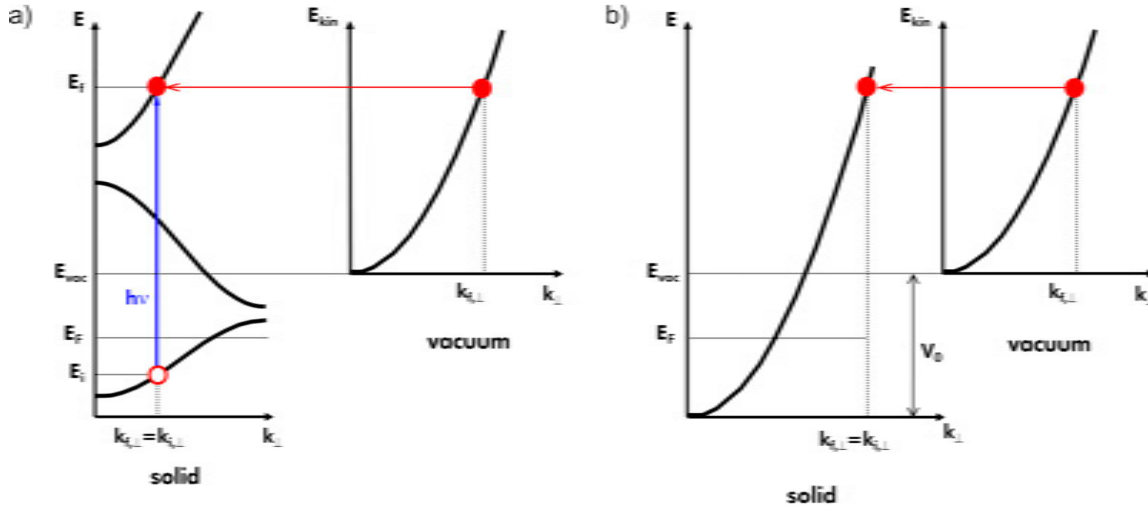 a)
E
E_kin
b)
E
E_kin
E_f
E_vac
hν
E_F
E_i
k_f,⊥
k_⊥
vacuum
k_f,⊥=k_i,⊥
k_⊥
solid
E_vac
E_F
V_0
k_f,⊥
k_⊥
vacuum
k_f,⊥=k_i,⊥
k_⊥
solid